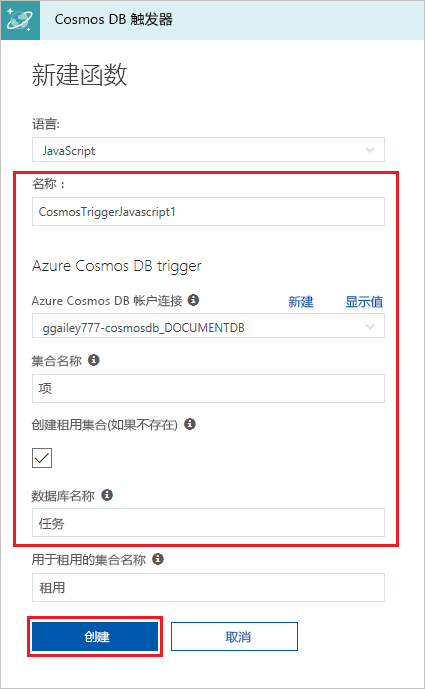 Cosmos DB 触发器
新建函数
语言:
JavaScript
名称：
CosmosTriggerJavascript1
Azure Cosmos DB trigger
Azure Cosmos DB 帐户连接 新建 显示值
ggailey777-cosmosdb_DOCUMENTDB
集合名称
项
创建租用集合(如果不存在)
数据库名称
任务
用于租用的集合名称
租用
创建 取消